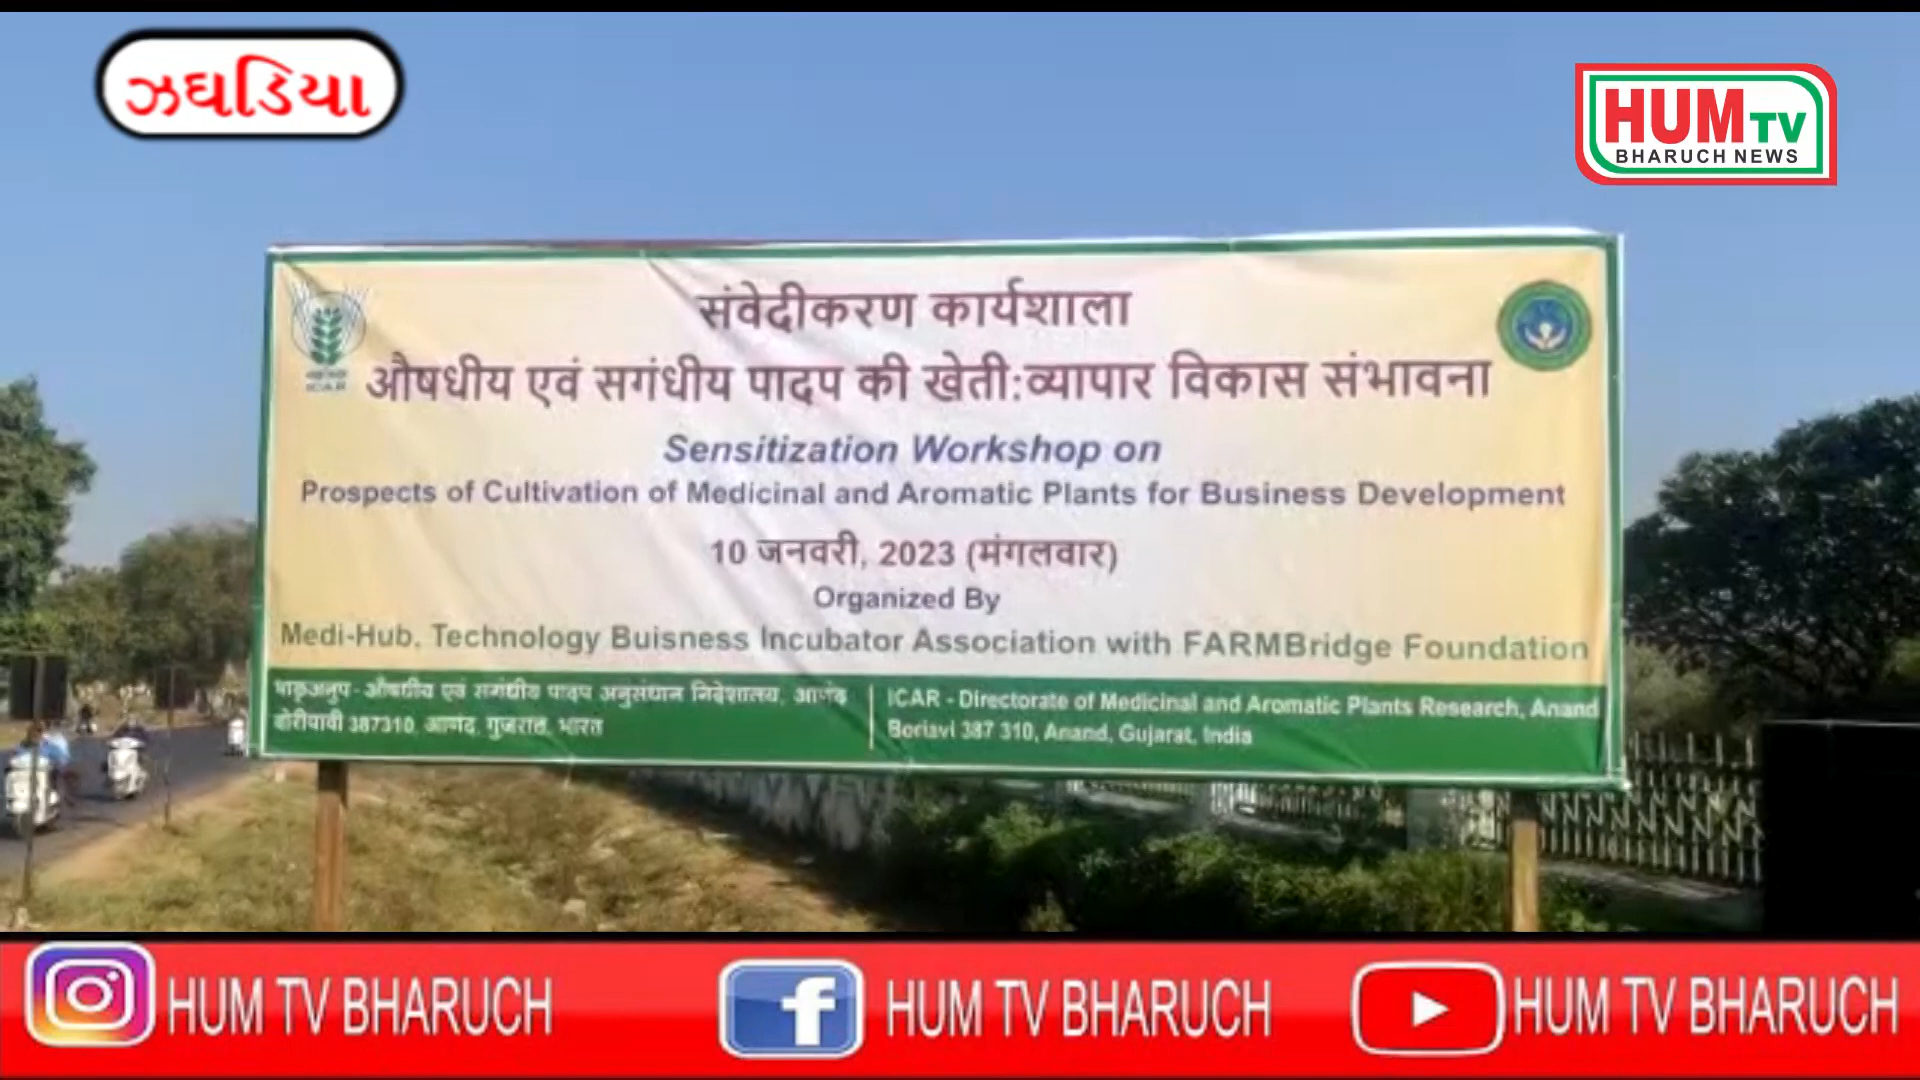 ઝઘડિયા
HUM TV
BHARUCH NEWS
संवेदीकरण कार्यशाला
औषधीय एवं सगंधीय पादप की खेती:व्यापार विकास संभावना
Sensitization Workshop on
Prospects of Cultivation of Medicinal and Aromatic Plants for Business Development
10 जनवरी, 2023 (मंगलवार)
Organized By
Medi-Hub. Technology Buisness Incubator Association with FARMBridge Foundation
भाकृअनुप - औषधीय एवं सगंधीय पादप अनुसंधान निदेशालय, आणंद
बोरीयावी 387310, आणंद, गुजरात, भारत
ICAR - Directorate of Medicinal and Aromatic Plants Research, Anand
Boriavi 387 310, Anand, Gujarat, India
ICAR
HUM TV BHARUCH
HUM TV BHARUCH
HUM TV BHARUCH